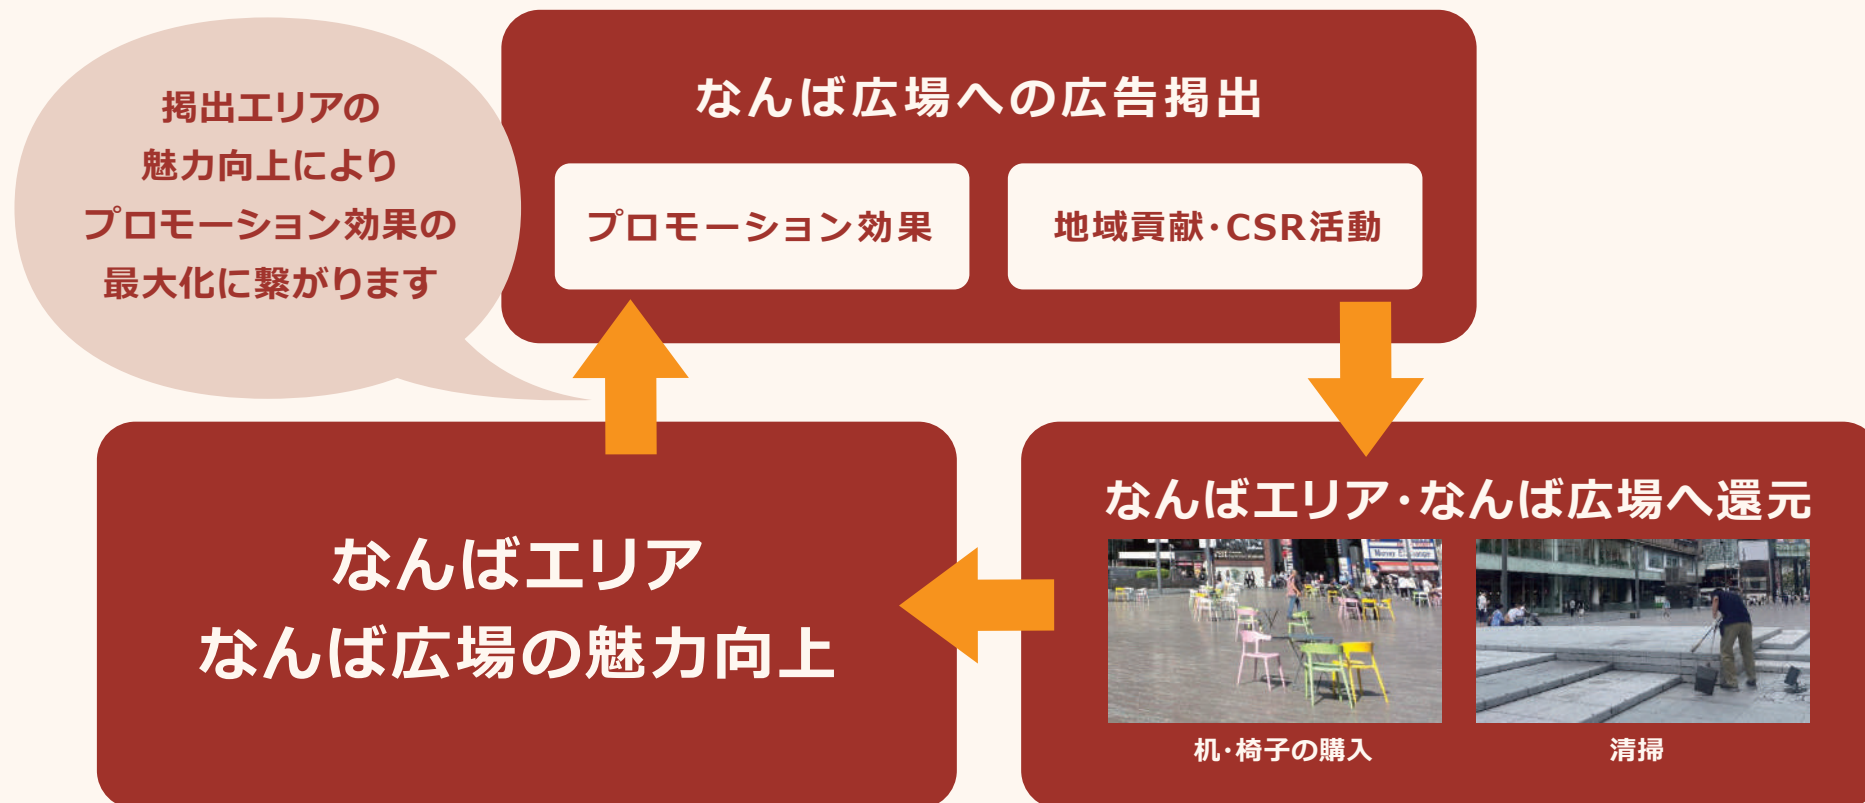 掲出エリアの
魅力向上により
プロモーション効果の
最大化に繋がります
なんば広場への広告掲出
プロモーション効果
地域貢献・CSR活動
なんばエリア
なんば広場の魅力向上
なんばエリア・なんば広場へ還元
Money Exchange
机・椅子の購入
清掃